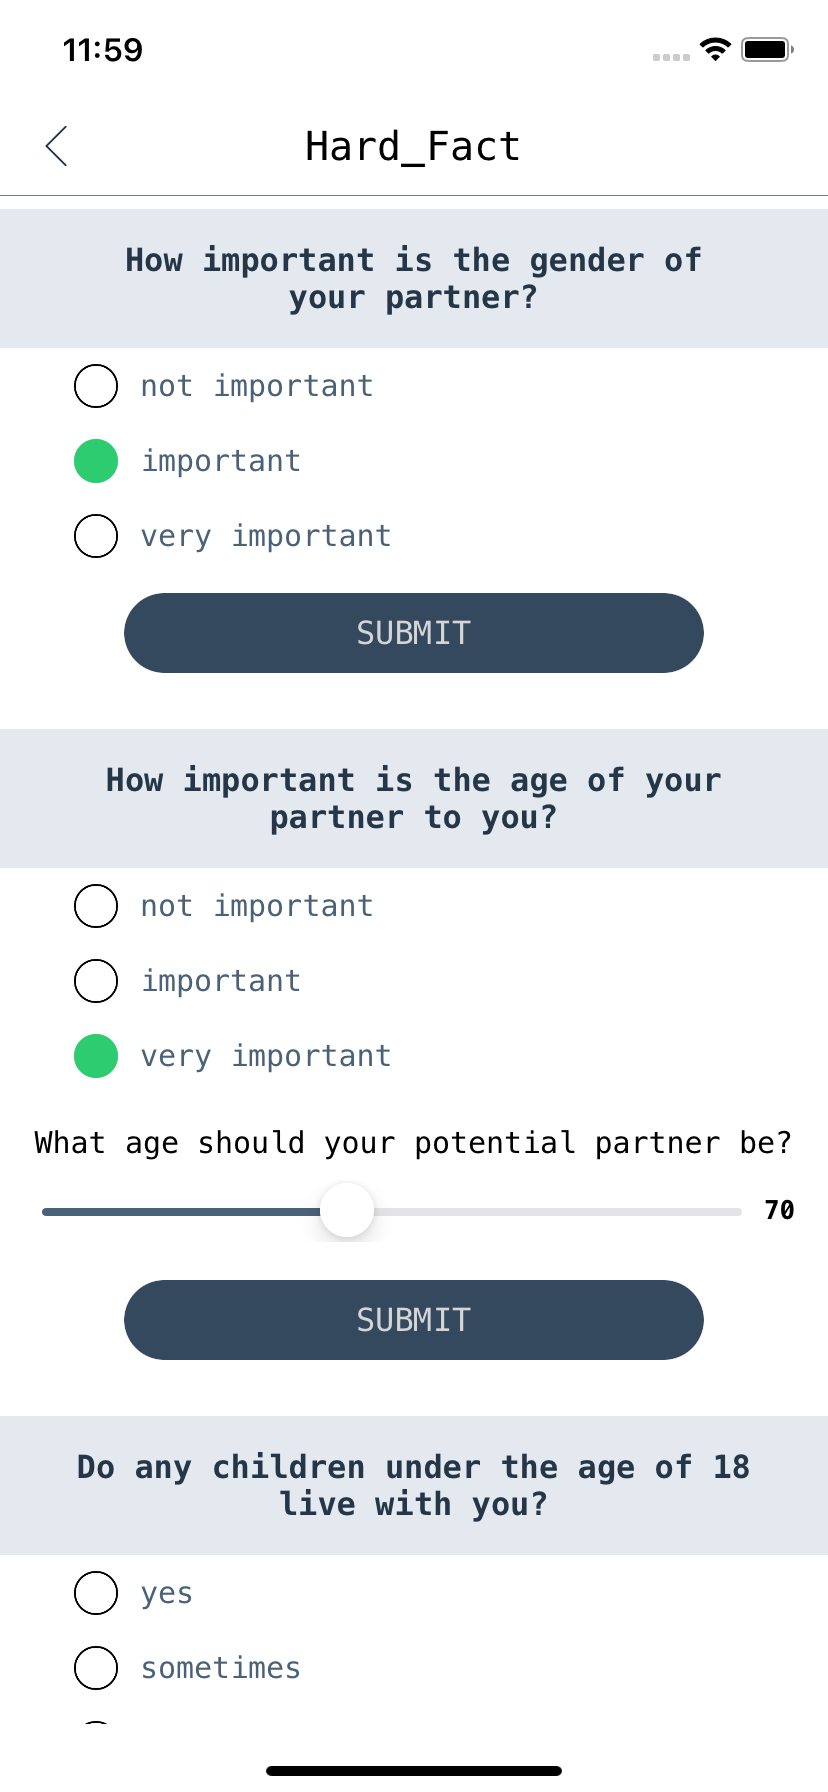 11:59
Hard_Fact
How important is the gender of
your partner?
not important
important
very important
SUBMIT
How important is the age of your
partner to you?
not important
important
very important
What age should your potential partner be?
70
SUBMIT
Do any children under the age of 18
live with you?
yes
sometimes